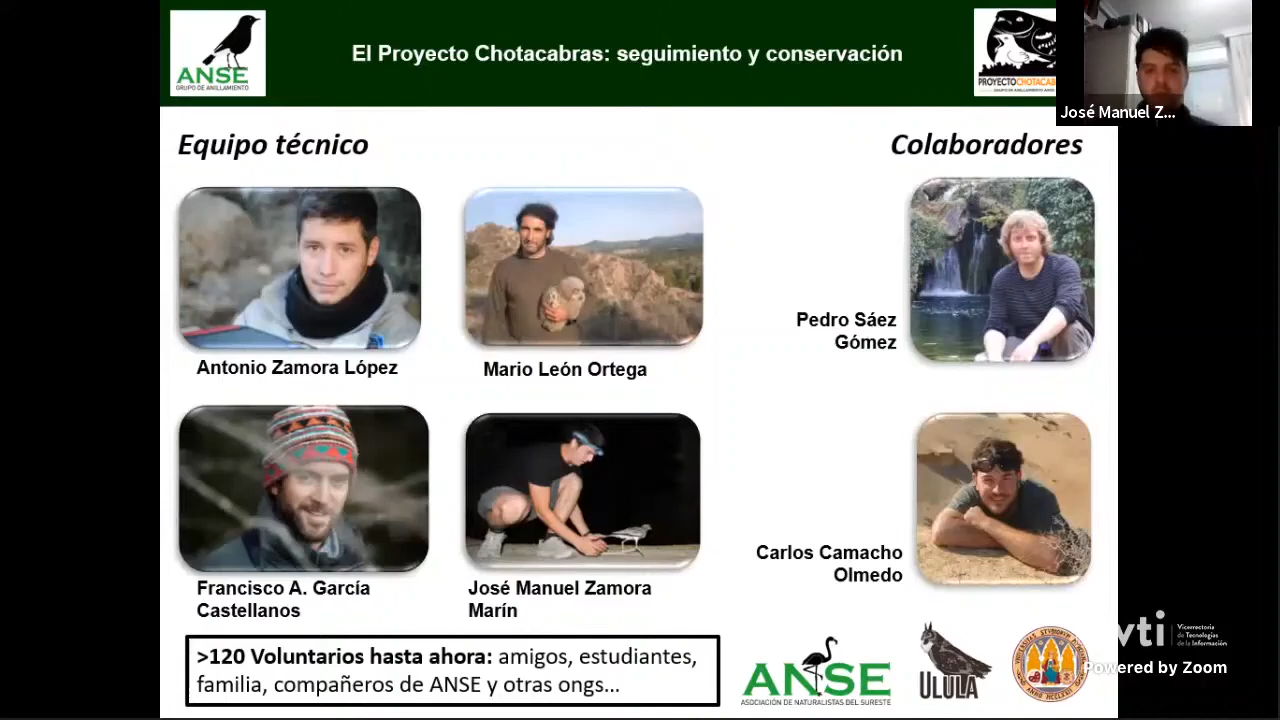 ANSE
GRUPO DE ANILLAMIENTO
El Proyecto Chotacabras: seguimiento y conservación
José Manuel Z...
Equipo técnico
Colaboradores
Antonio Zamora López
Mario León Ortega
Pedro Sáez
Gómez
Francisco A. García
Castellanos
José Manuel Zamora
Marín
Carlos Camacho
Olmedo
>120 Voluntarios hasta ahora: amigos, estudiantes,
familia, compañeros de ANSE y otras ongs...
ANSE
ASOCIACIÓN DE NATURALISTAS DEL SURESTE
ULULA
vti
Vicerrectoría
de Tecnologías
de la Información
Powered by Zoom